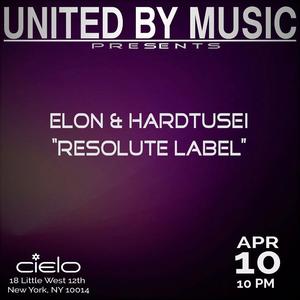 UNITED BY MUSIC
PRESENTS
ELON & HARDTUSEI
"RESOLUTE LABEL"
cielo
18 Little West 12th
New York, NY 10014
APR
10
10 PM